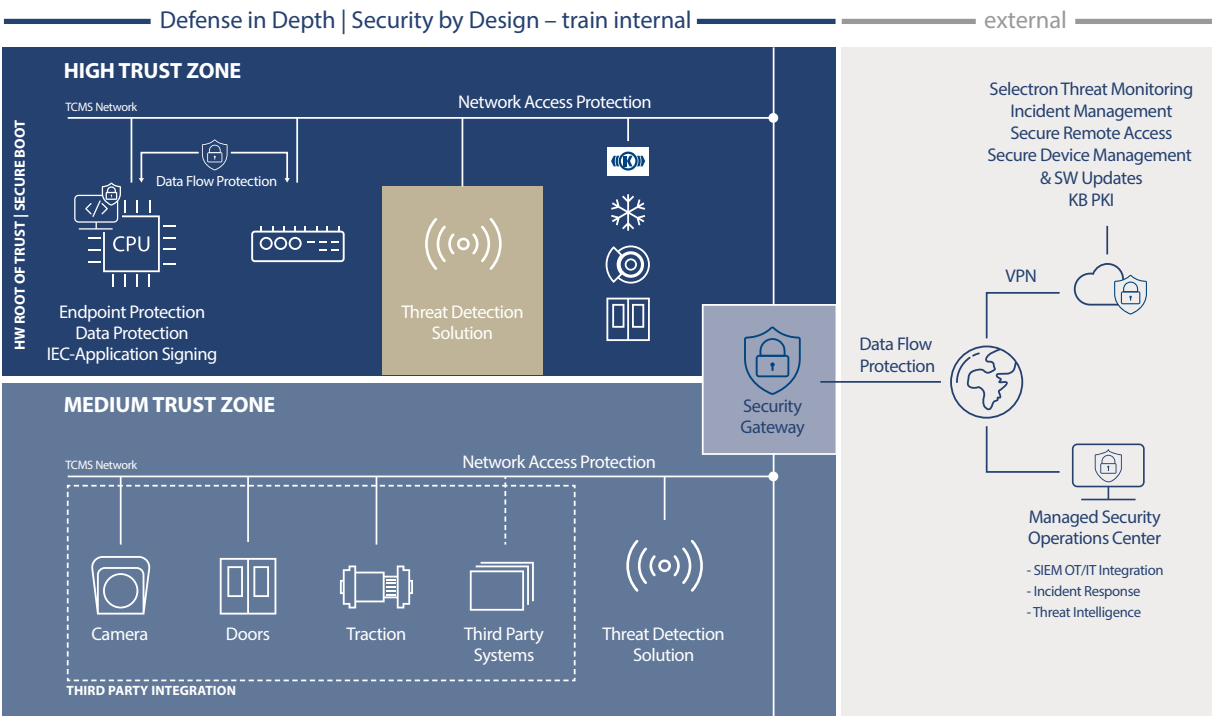 Defense in Depth | Security by Design – train internal
external
HIGH TRUST ZONE
TCMS Network
Network Access Protection
HW ROOT OF TRUST | SECURE BOOT
Data Flow Protection
</>
CPU
K
Endpoint Protection
Data Protection
IEC-Application Signing
Threat Detection
Solution
Security
Gateway
MEDIUM TRUST ZONE
TCMS Network
Network Access Protection
Camera
Doors
Traction
Third Party
Systems
Threat Detection
Solution
THIRD PARTY INTEGRATION
Selectron Threat Monitoring
Incident Management
Secure Remote Access
Secure Device Management
& SW Updates
KB PKI
VPN
Data Flow
Protection
Managed Security
Operations Center
- SIEM OT/IT Integration
- Incident Response
- Threat Intelligence